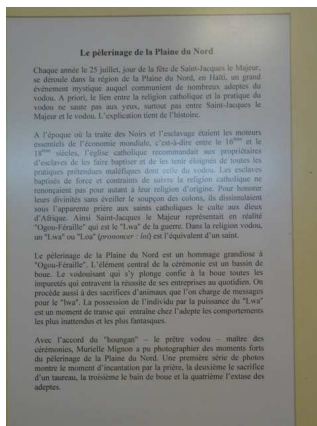 Le pèlerinage de la Plaine du Nord
Chaque année le 25 juillet, jour de la fête de Saint-Jacques le Majeur,
se déroule dans la région de la Plaine du Nord, en Haïti, un grand
événement mystique auquel communient de nombreux adeptes du
vodou. A priori, le lien entre la religion catholique et la pratique du
vodou ne saute pas aux yeux, surtout pas entre Saint-Jacques le
Majeur et le vodou. L'explication tient de l'histoire.
A l'époque où la traite des Noirs et l'esclavage étaient les moteurs
essentiels de l'économie mondiale, c'est-à-dire entre le 16ème et le
18ème siècles, l'église catholique recommandait aux propriétaires
d'esclaves de les faire baptiser et de les tenir éloignés de toutes les
pratiques prétendues maléfiques dont celle du vodou. Les esclaves
baptisés de force et contraints de suivre la religion catholique ne
renonçaient pas pour autant à leur religion d'origine. Pour honorer
leurs divinités sans éveiller le soupçon des colons, ils dissimulaient
sous l'apparente prière aux saints catholiques le culte aux dieux
d'Afrique. Ainsi Saint-Jacques le Majeur représentait en réalité
"Ogou-Féraille" qui est le "Lwa" de la guerre. Dans la religion vodou,
un "Lwa" ou "Loa" (prononcer : loi) est l'équivalent d'un saint.
Le pèlerinage de la Plaine du Nord est un hommage grandiose à
"Ogou-Féraille". L'élément central de la cérémonie est un bassin de
boue. Le vodouisant qui s'y plonge confie à la boue toutes les
impuretés qui entravent la réussite de ses entreprises au quotidien. On
procède aussi à des sacrifices d'animaux que l'on charge de messages
pour le "lwa". La possession de l'individu par la puissance du "Lwa"
est un moment de transe qui entraîne chez l'adepte les comportements
les plus inattendus et les plus fantasques.
Avec l'accord du "houngan" – le prêtre vodou – maître des
cérémonies, Murielle Mignon a pu photographier des moments forts
du pèlerinage de la Plaine du Nord. Une première série de photos
montre le moment d'incantation par la prière, la deuxième le sacrifice
d'un taureau, la troisième le bain de boue et la quatrième l'extase des
adeptes.